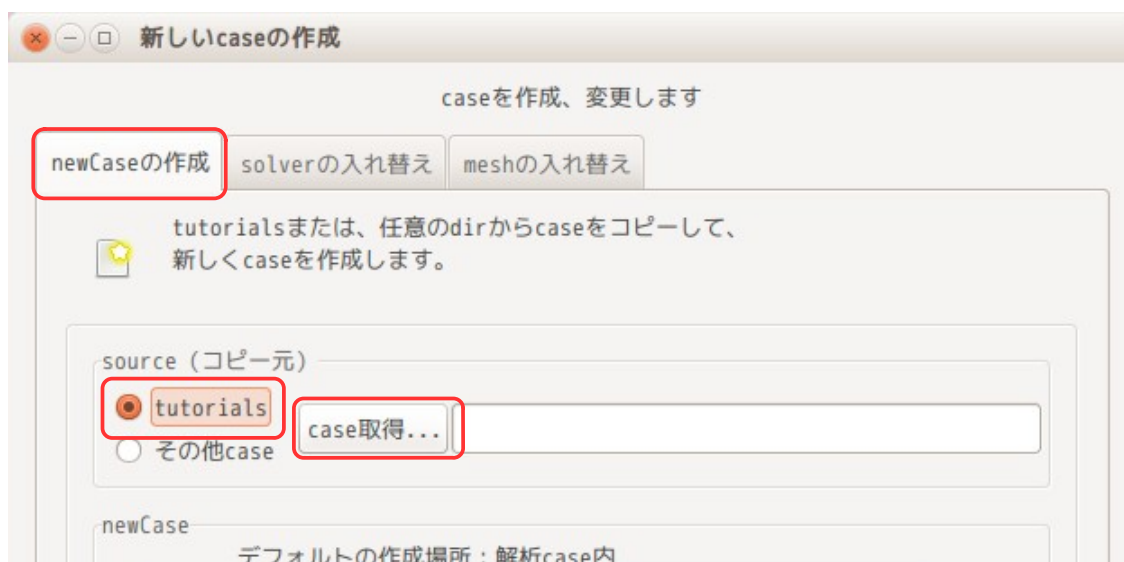 新しいcaseの作成
caseを作成、変更します
newCaseの作成 solverの入れ替え meshの入れ替え
tutorialsまたは、任意のdirからcaseをコピーして、
新しくcaseを作成します。
source (コピー元)
tutorials
case取得...
その他case
newCase
デフォルトの作成場所：解析case内